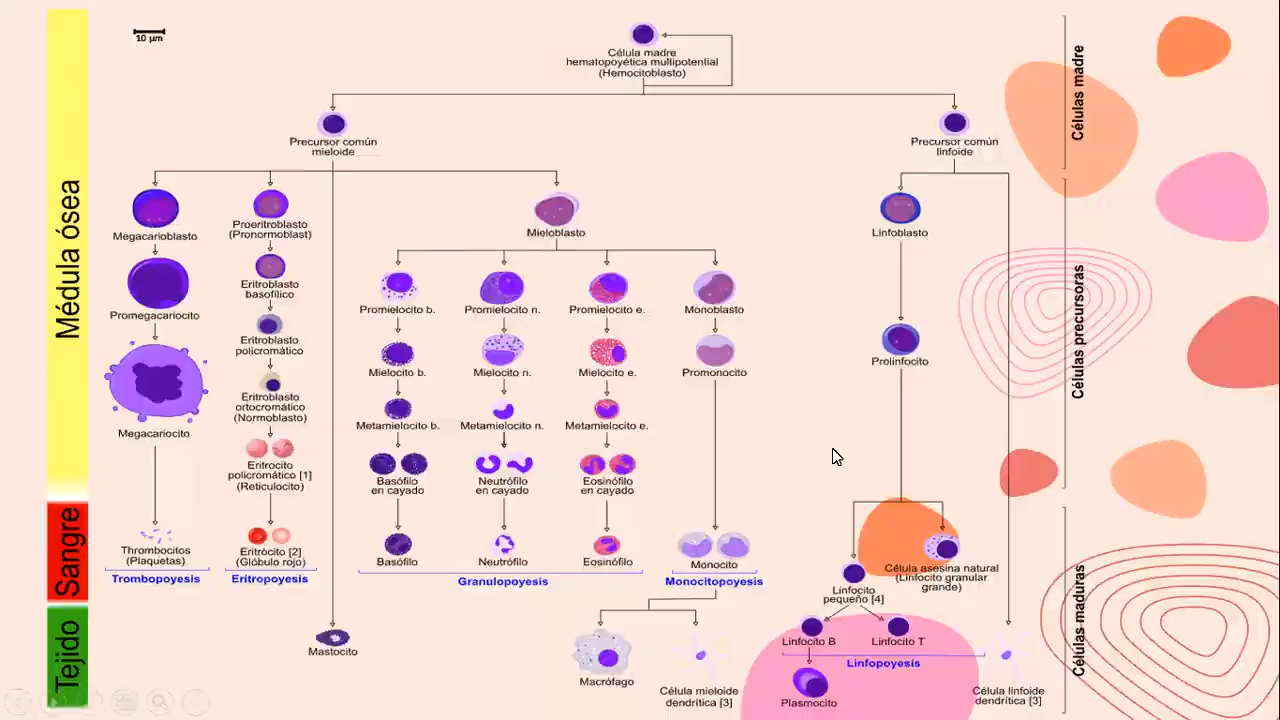 10 µm
Célula madre
hematopoyética multipotential
(Hemocitoblasto)
Precursor común
mieloide
Precursor común
linfoide
Megacarioblasto
Proeritroblasto
(Pronormoblast)
Mieloblasto
Linfoblasto
Promegacariocito
Eritroblasto
basofílico
Promielocito b.
Promielocito n.
Promielocito e.
Monoblasto
Eritroblasto
policromático
Mielocito b.
Mielocito n.
Mielocito e.
Promonocito
Prolinfocito
Eritroblasto
ortocromático
(Normoblasto)
Megacariocito
Metamielocito b.
Metamielocito n.
Metamielocito e.
Eritrocito
policromático [1]
(Reticulocito)
Basófilo
en cayado
Neutrófilo
en cayado
Eosinófilo
en cayado
Thrombocitos
(Plaquetas)
Eritrócito [2]
(Glóbulo rojo)
Basófilo
Neutrófilo
Eosinófilo
Monocito
Célula asesina natural
(Linfocito granular
grande)
Trombopoyesis
Eritropoyesis
Granulopoyesis
Monocitopoyesis
Linfocito
pequeño [4]
Mastocito
Linfocito B
Linfocito T
Linfopoyesis
Macrófago
Célula mieloide
dendrítica [3]
Plasmocito
Célula linfoide
dendrítica [3]
Médula ósea
Sangre
Tejido
Células madre
Células precursoras
Células maduras